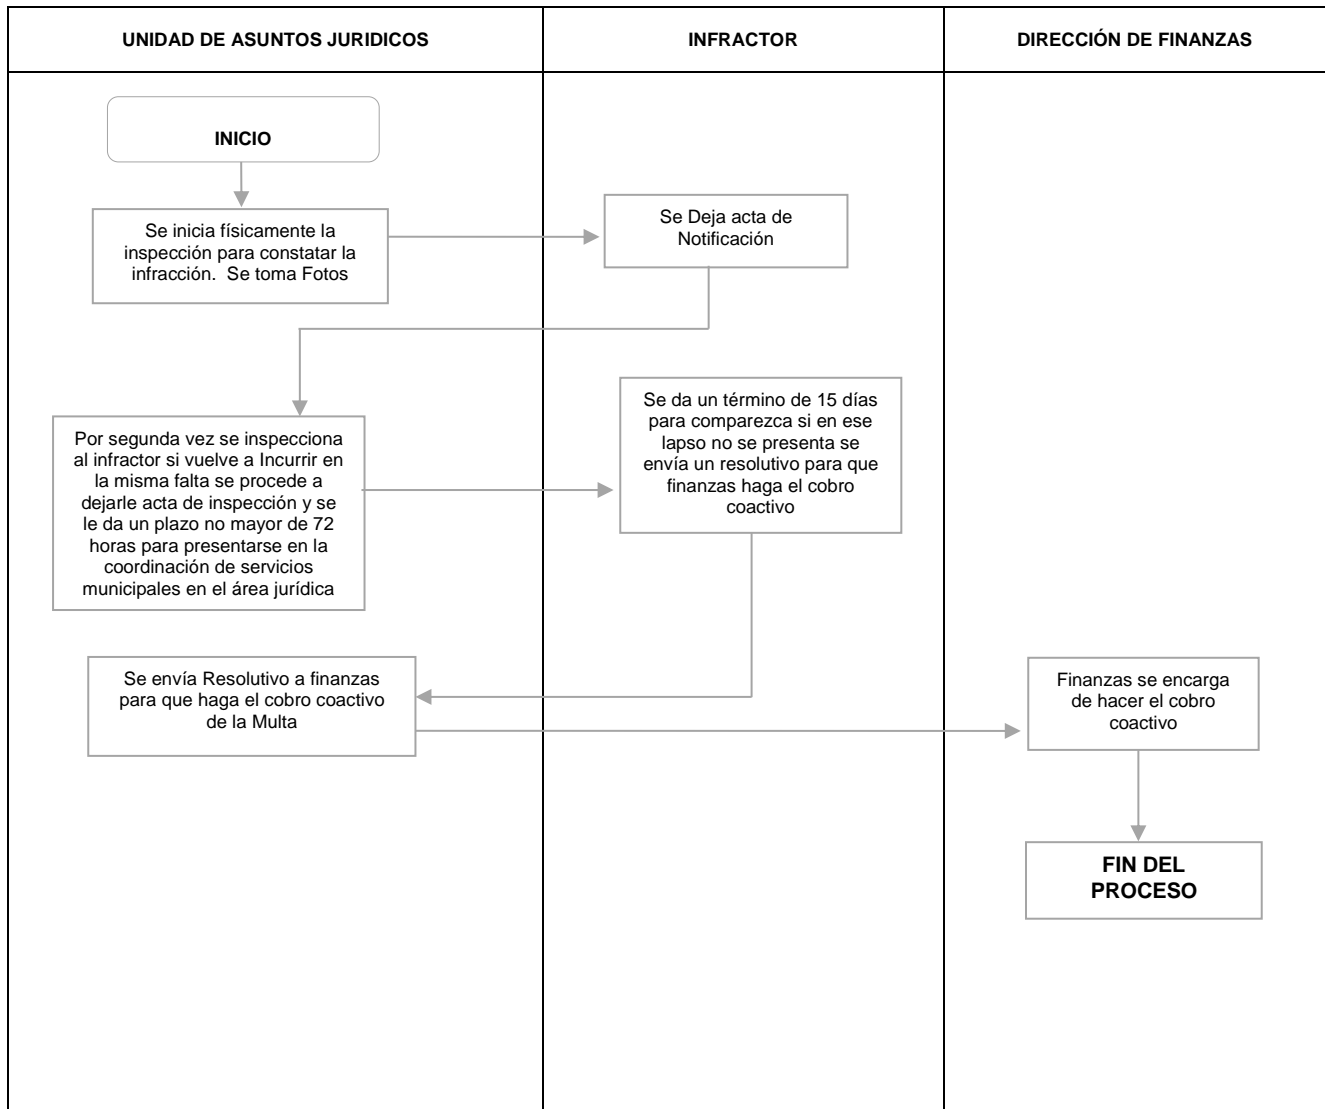 UNIDAD DE ASUNTOS JURIDICOS
INFRACTOR
DIRECCIÓN DE FINANZAS
INICIO
Se inicia físicamente la
inspección para constatar la
infracción.  Se toma Fotos
Se Deja acta de
Notificación
Por segunda vez se inspecciona
al infractor si vuelve a Incurrir en
la misma falta se procede a
dejarle acta de inspección y se
le da un plazo no mayor de 72
horas para presentarse en la
coordinación de servicios
municipales en el área jurídica
Se da un término de 15 días
para comparezca si en ese
lapso no se presenta se
envía un resolutivo para que
finanzas haga el cobro
coactivo
Se envía Resolutivo a finanzas
para que haga el cobro coactivo
de la Multa
Finanzas se encarga
de hacer el cobro
coactivo
FIN DEL
PROCESO